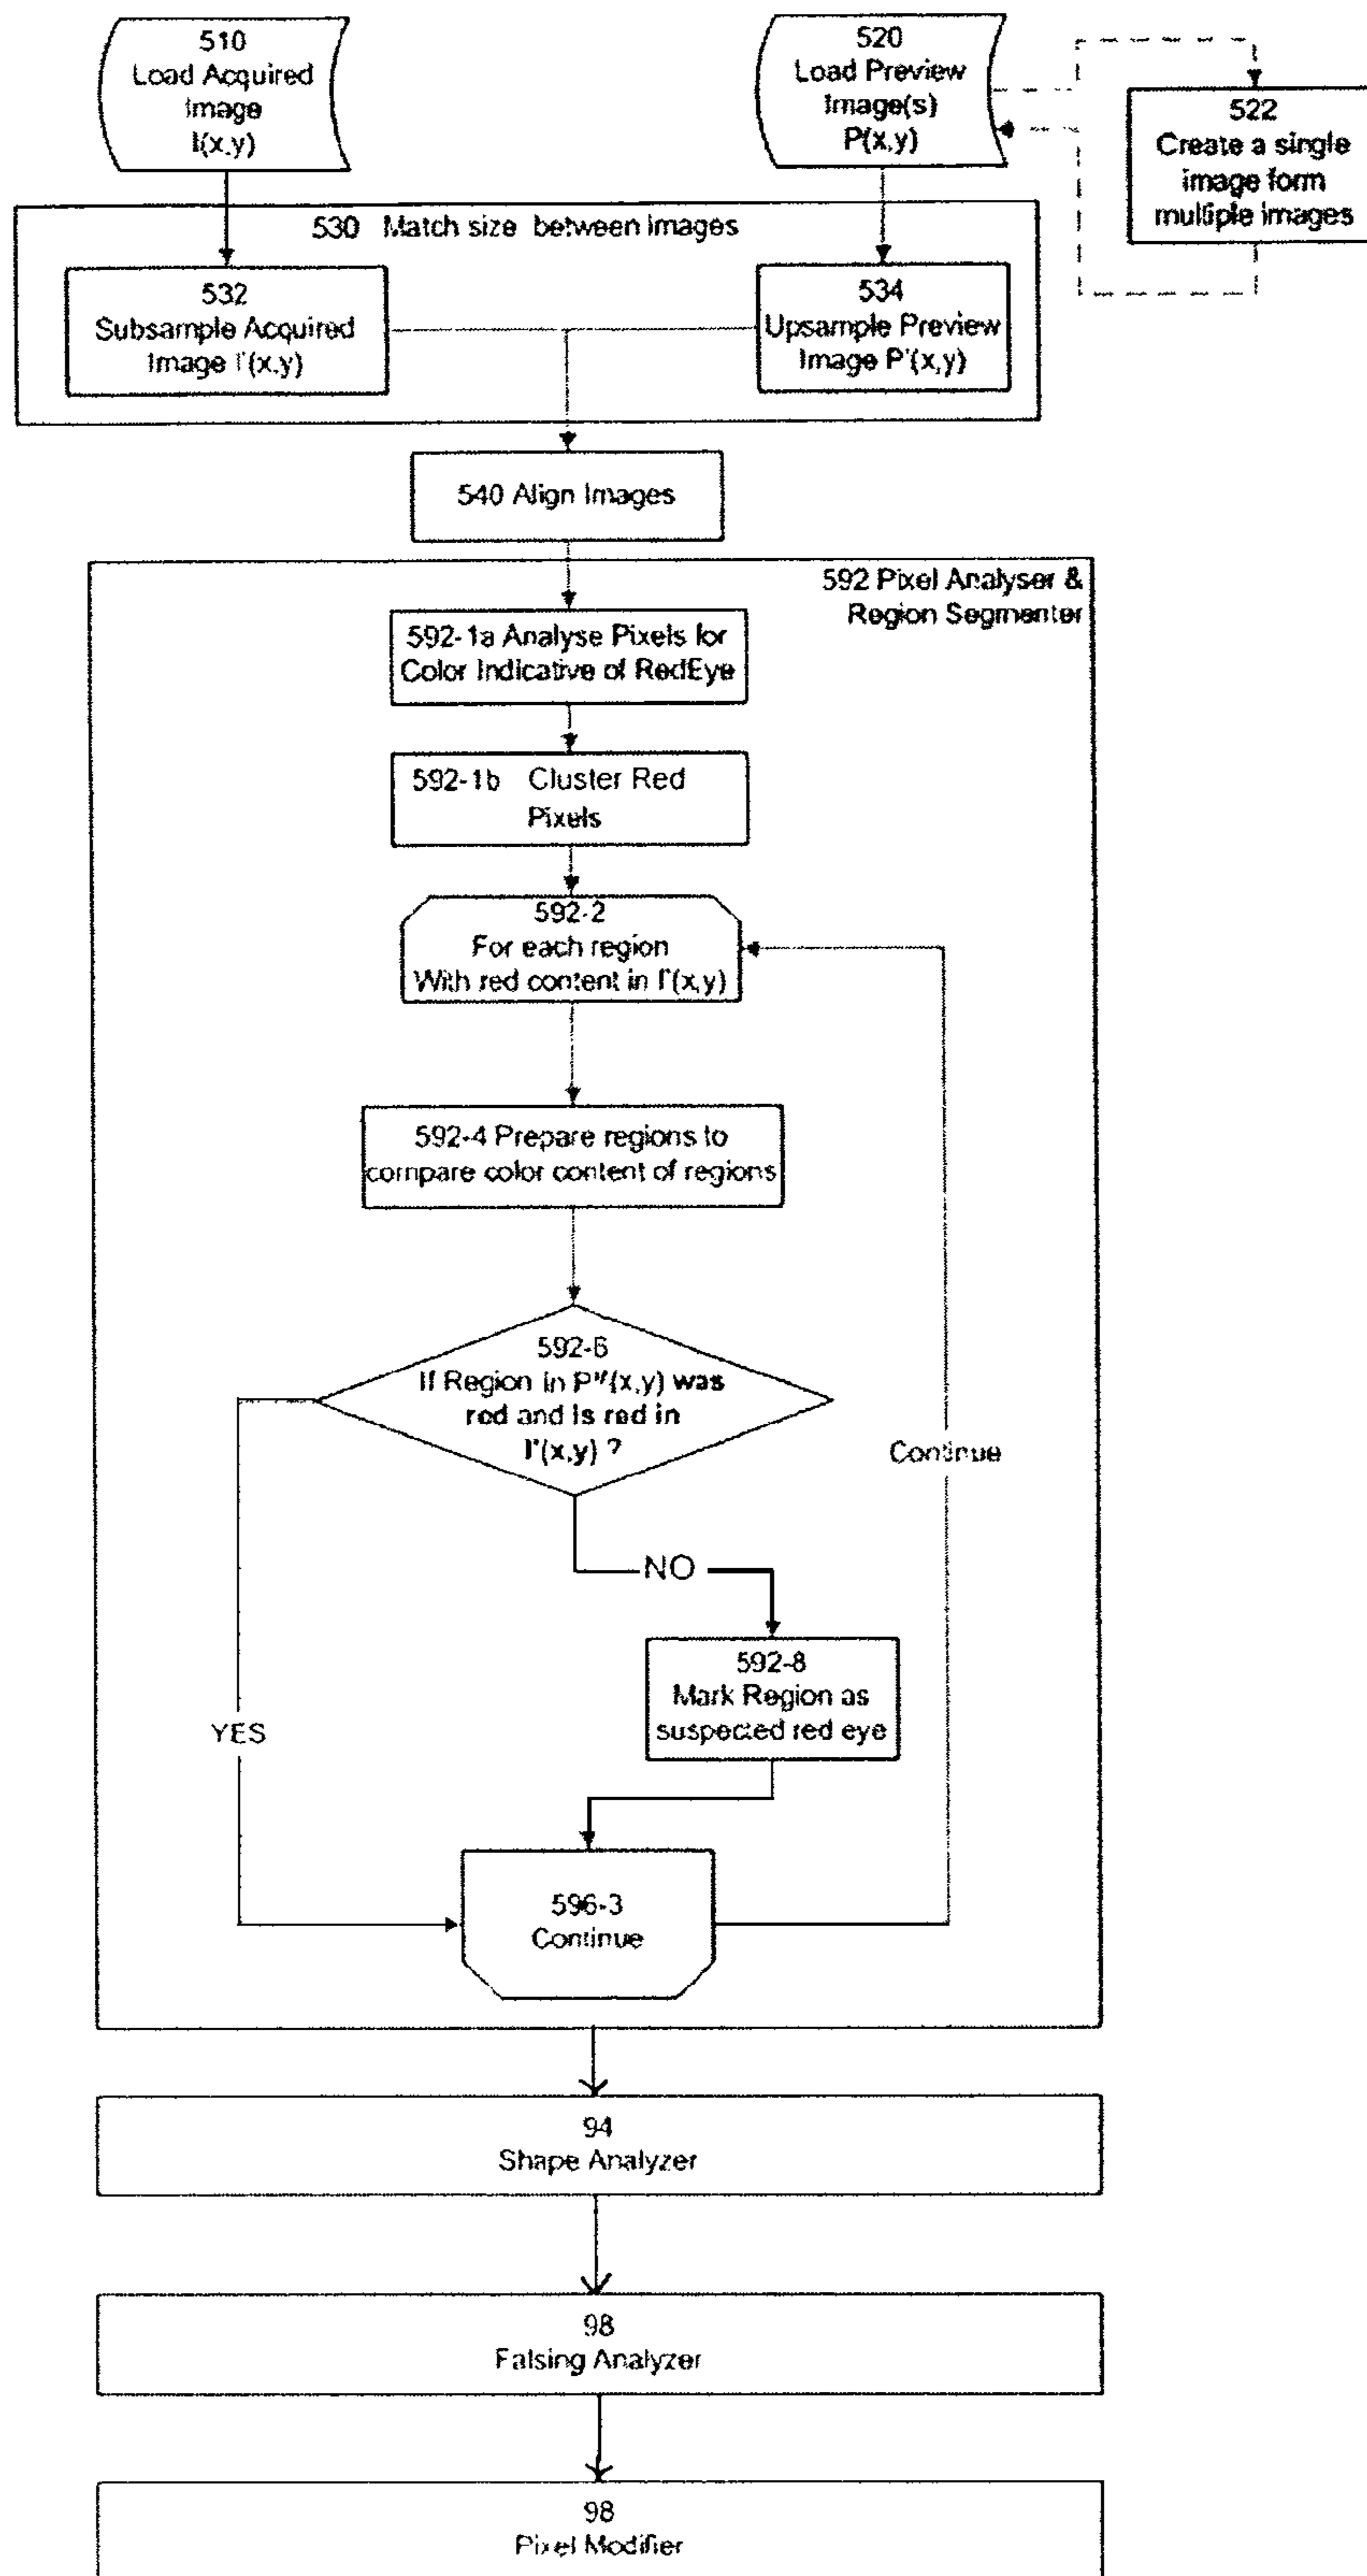 510
Load Acquired
Image
I(x,y)
520
Load Preview
Image(s)
P(x,y)
522
Create a single
image form
multiple images
530 Match size between Images
532
Subsample Acquired
Image I'(x,y)
534
Upsample Preview
Image P'(x,y)
540 Align Images
592 Pixel Analyser &
Region Segmenter
592-1a Analyse Pixels for
Color Indicative of RedEye
592-1b Cluster Red
Pixels
592-2
For each region
With red content in I'(x,y)
592-4 Prepare regions to
compare color content of regions
592-6
If Region in P''(x,y) was
red and is red in
I'(x,y) ?
Continue
NO
592-8
Mark Region as
suspected red eye
YES
596-3
Continue
94
Shape Analyzer
98
Falsing Analyzer
98
Pixel Modifier